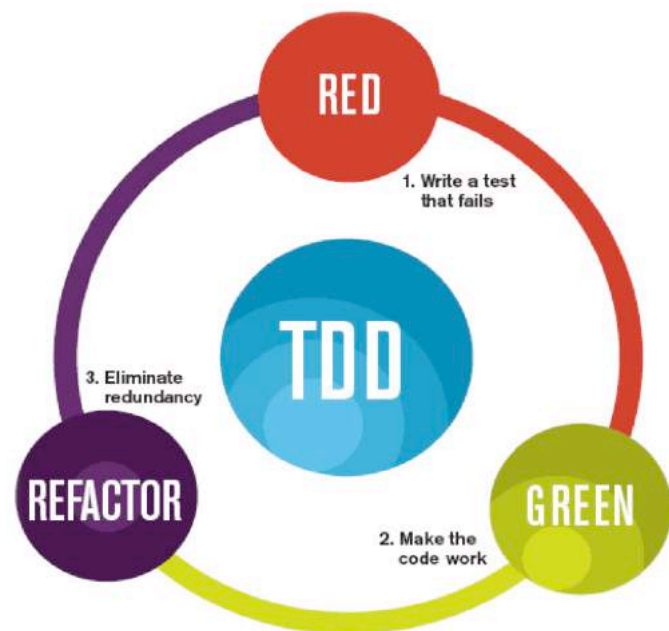 RED
1. Write a test
that fails
TDD
3. Eliminate
redundancy
REFACTOR
GREEN
2. Make the
code work